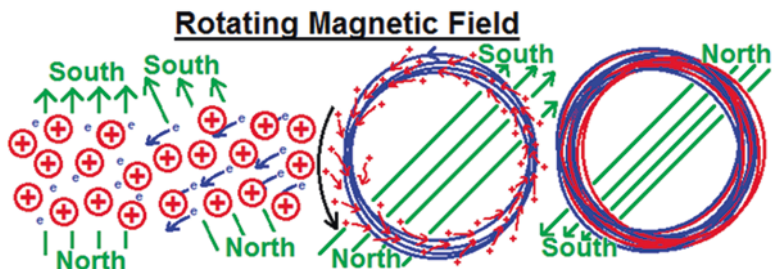 Rotating Magnetic Field
South South South North
e e e e e e e e e e e e e
North North North South